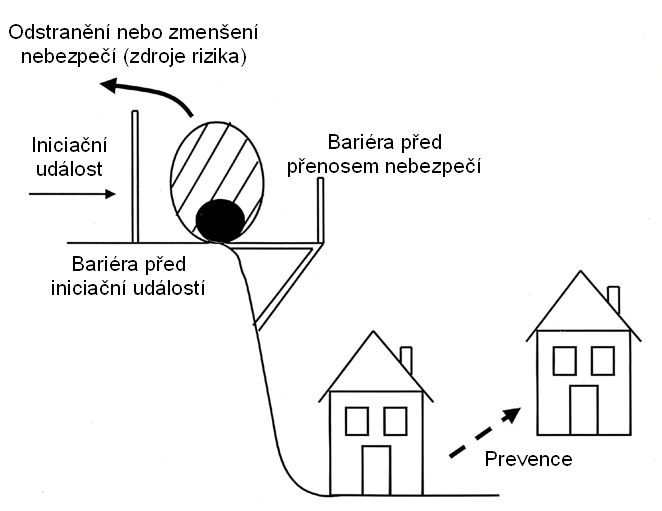 Odstranění nebo zmenšení
nebezpečí (zdroje rizika)
Iniciační
událost
Bariéra před
přenosem nebezpečí
Bariéra před
iniciační událostí
Prevence